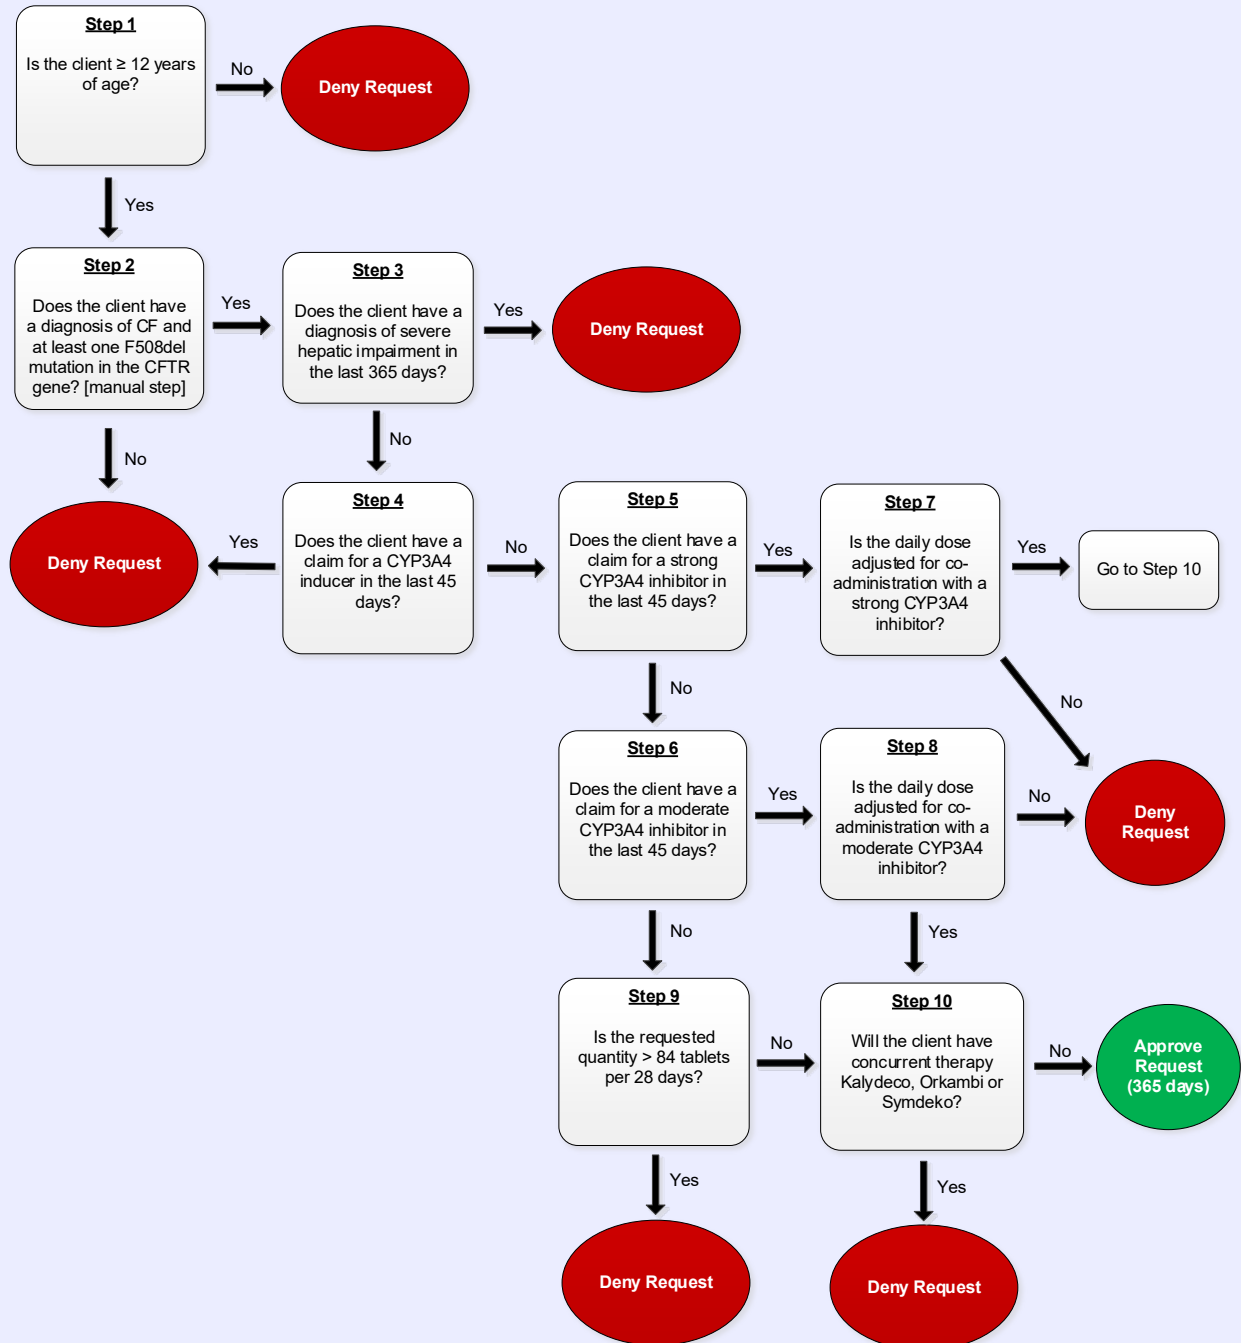 Step 1
Is the client ≥ 12 years
of age?
No
Deny Request
Yes
Step 2
Does the client have
a diagnosis of CF and
at least one F508del
mutation in the CFTR
gene? [manual step]
Yes
Step 3
Does the client have a
diagnosis of severe
hepatic impairment in
the last 365 days?
Yes
Deny Request
No
No
Deny Request
Yes
Step 4
Does the client have a
claim for a CYP3A4
inducer in the last 45
days?
No
Step 5
Does the client have a
claim for a strong
CYP3A4 inhibitor in
the last 45 days?
Yes
Step 7
Is the daily dose
adjusted for co-
administration with a
strong CYP3A4
inhibitor?
Yes
Go to Step 10
No
No
Step 6
Does the client have a
claim for a moderate
CYP3A4 inhibitor in
the last 45 days?
Yes
Step 8
Is the daily dose
adjusted for co-
administration with a
moderate CYP3A4
inhibitor?
No
Deny
Request
No
Yes
Step 9
Is the requested
quantity > 84 tablets
per 28 days?
No
Step 10
Will the client have
concurrent therapy
Kalydeco, Orkambi or
Symdeko?
No
Approve
Request
(365 days)
Yes
Yes
Deny Request
Deny Request